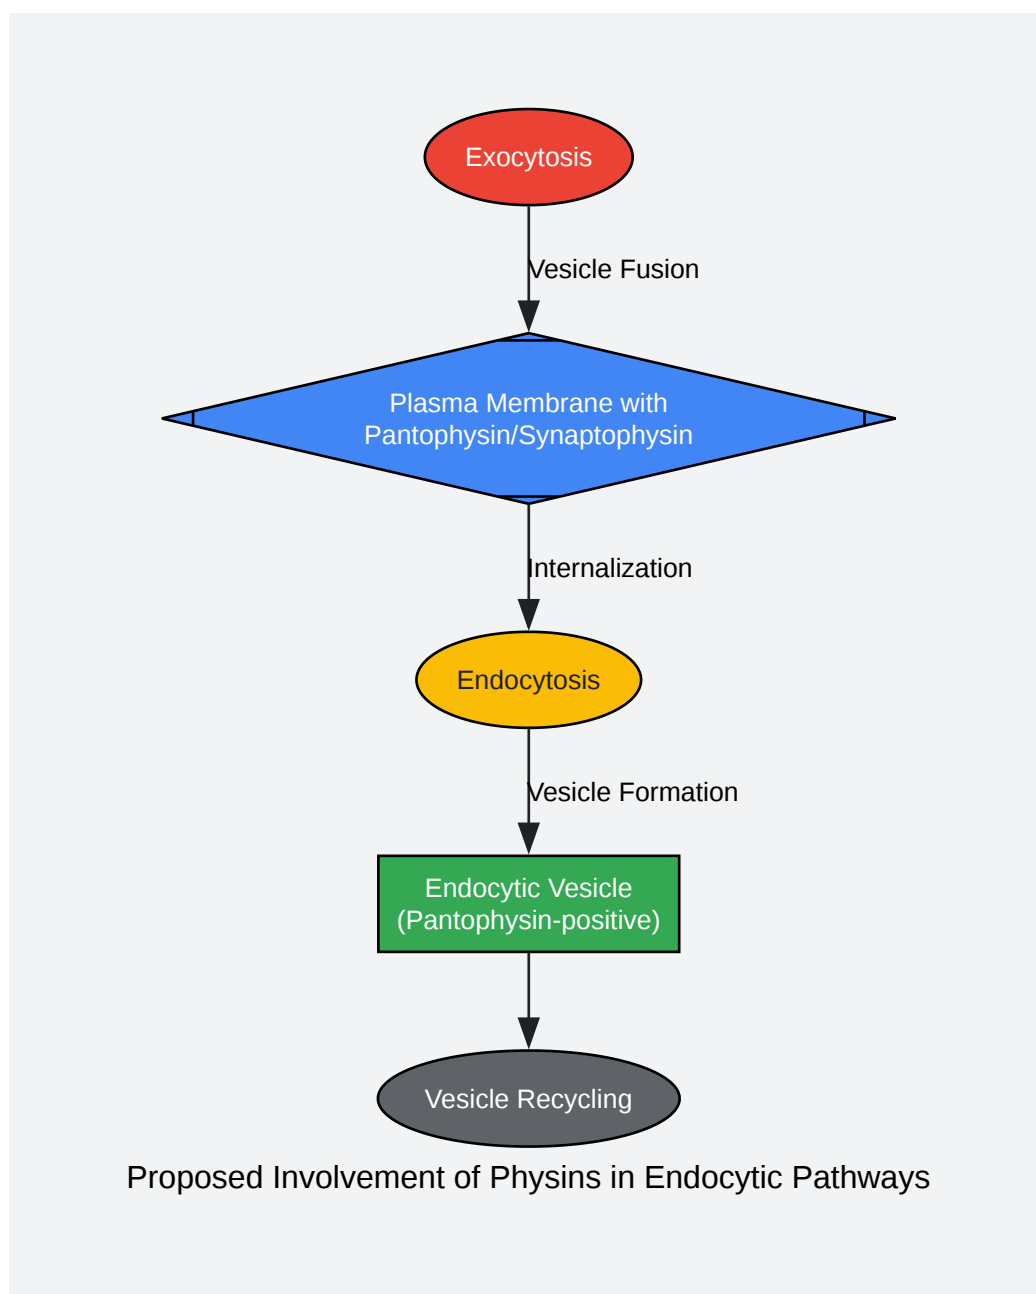 Exocytosis
Vesicle Fusion
Plasma Membrane with
Pantophysin/Synaptophysin
Internalization
Endocytosis
Vesicle Formation
Endocytic Vesicle
(Pantophysin-positive)
Vesicle Recycling
Proposed Involvement of Physins in Endocytic Pathways